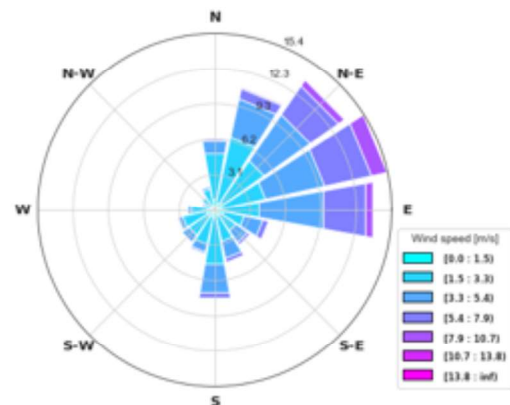 N
15.4
N-W
12.3
N-E
9.3
6.2
3.1
W
E
Wind speed [m/s]
[0.0 : 1.5)
[1.5 : 3.3)
[3.3 : 5.4)
[5.4 : 7.9)
[7.9 : 10.7)
[10.7 : 13.8)
[13.8 : inf)
S-W
S-E
S